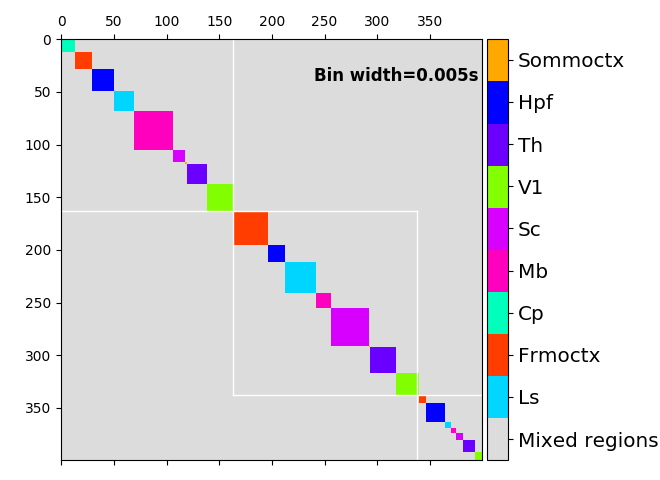 0 50 100 150 200 250 300 350
0
50
100
150
200
250
300
350
Bin width=0.005s
Sommoctx
Hpf
Th
V1
Sc
Mb
Cp
Frmoctx
Ls
Mixed regions